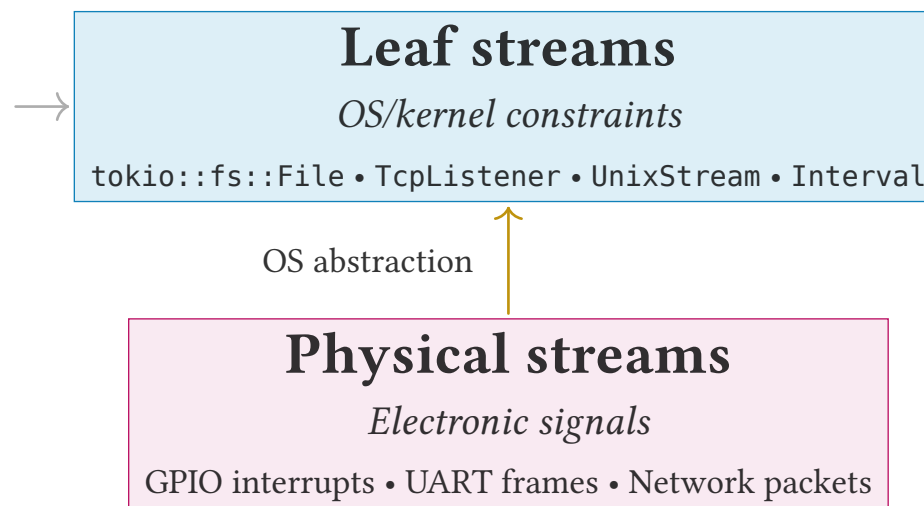 Leaf streams
OS/kernel constraints
tokio::fs::File • TcpListener • UnixStream • Interval
OS abstraction
Physical streams
Electronic signals
GPIO interrupts • UART frames • Network packets